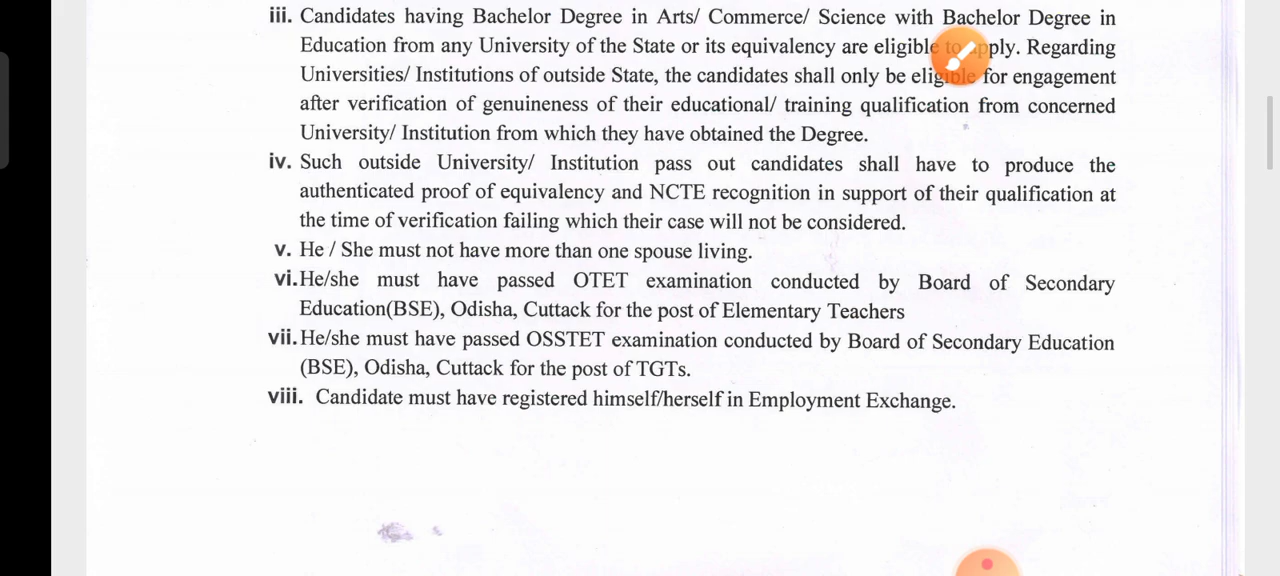 iii. Candidates having Bachelor Degree in Arts/ Commerce/ Science with Bachelor Degree in
Education from any University of the State or its equivalency are eligible to apply. Regarding
Universities/ Institutions of outside State, the candidates shall only be eligible for engagement
after verification of genuineness of their educational/ training qualification from concerned
University/ Institution from which they have obtained the Degree.
iv. Such outside University/ Institution pass out candidates shall have to produce the
authenticated proof of equivalency and NCTE recognition in support of their qualification at
the time of verification failing which their case will not be considered.
v. He / She must not have more than one spouse living.
vi. He/she must have passed OTET examination conducted by Board of Secondary
Education(BSE), Odisha, Cuttack for the post of Elementary Teachers
vii. He/she must have passed OSSTET examination conducted by Board of Secondary Education
(BSE), Odisha, Cuttack for the post of TGTs.
viii. Candidate must have registered himself/herself in Employment Exchange.